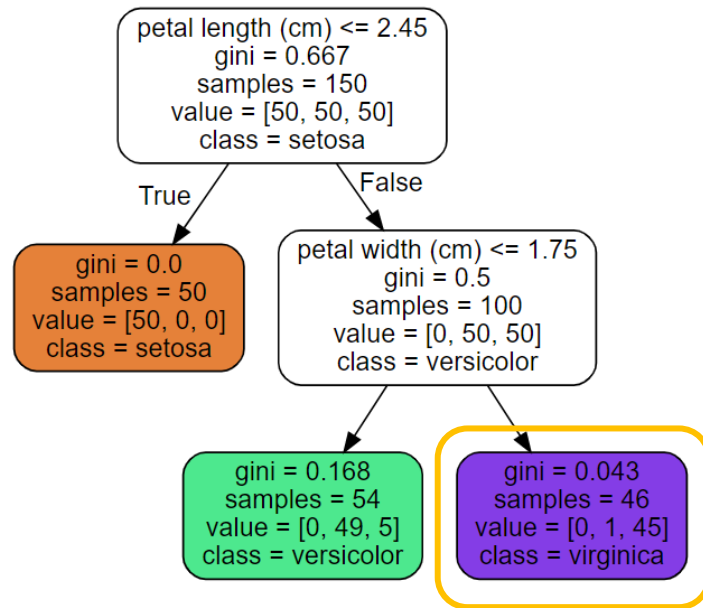 petal length (cm) <= 2.45
gini = 0.667
samples = 150
value = [50, 50, 50]
class = setosa
True
False
gini = 0.0
samples = 50
value = [50, 0, 0]
class = setosa
petal width (cm) <= 1.75
gini = 0.5
samples = 100
value = [0, 50, 50]
class = versicolor
gini = 0.168
samples = 54
value = [0, 49, 5]
class = versicolor
gini = 0.043
samples = 46
value = [0, 1, 45]
class = virginica